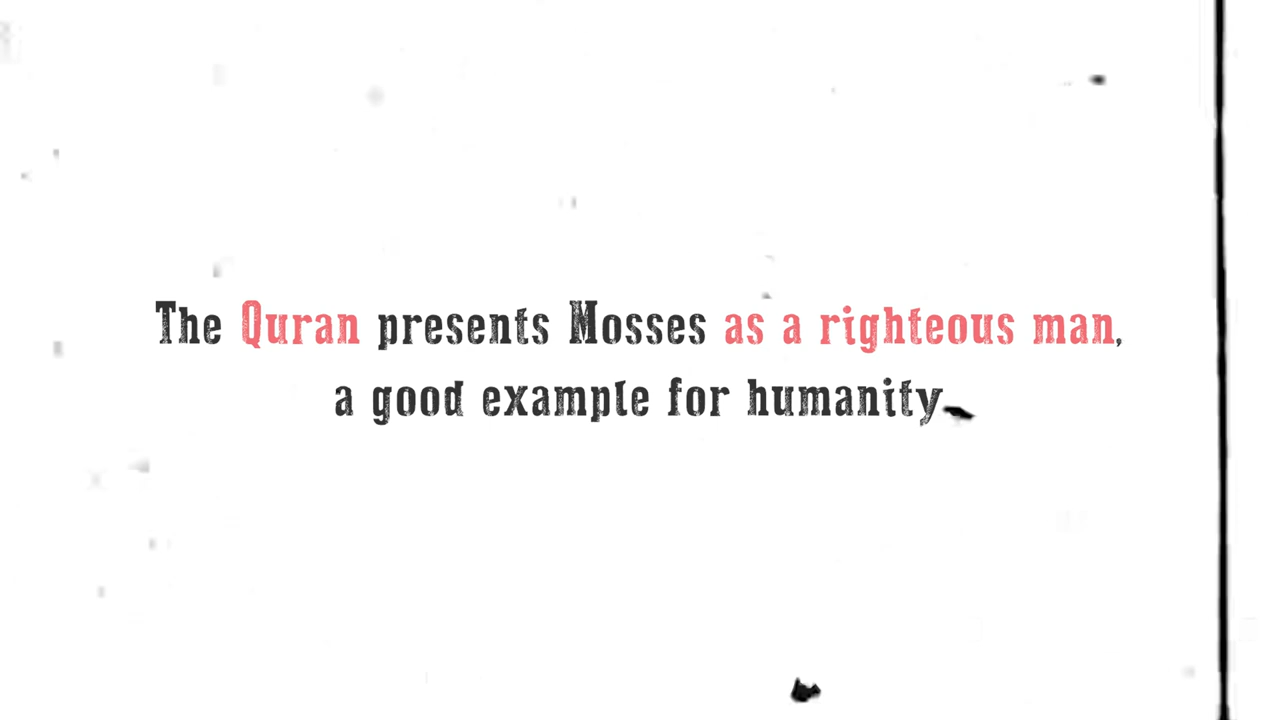 The Quran presents Mosses as a righteous man,
a good example for humanity